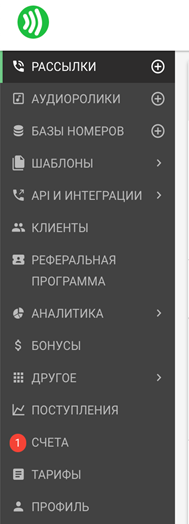 РАССЫЛКИ
АУДИОРОЛИКИ
БАЗЫ НОМЕРОВ
ШАБЛОНЫ
API И ИНТЕГРАЦИИ
КЛИЕНТЫ
РЕФЕРАЛЬНАЯ
ПРОГРАММА
АНАЛИТИКА
$ БОНУСЫ
ДРУГОЕ
ПОСТУПЛЕНИЯ
1 СЧЕТА
ТАРИФЫ
ПРОФИЛЬ